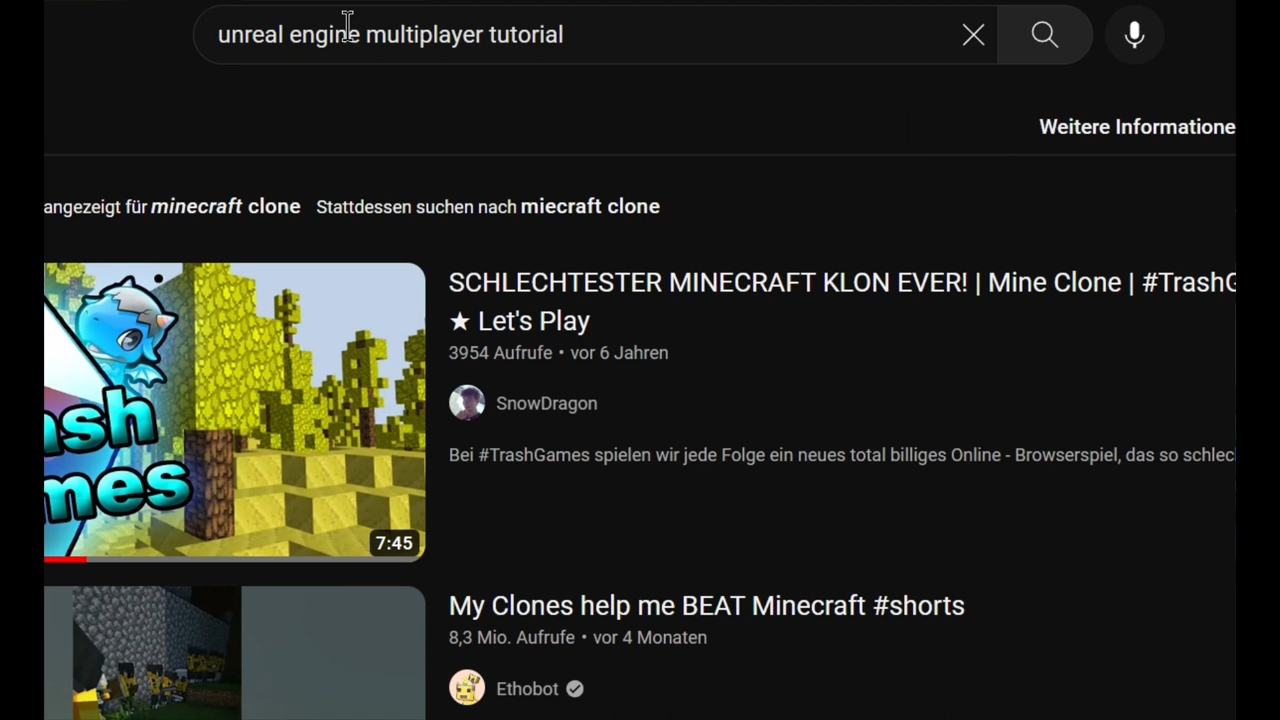 unreal engine multiplayer tutorial
Weitere Informatione
angezeigt für minecraft clone Stattdessen suchen nach miecraft clone
SCHLECHTESTER MINECRAFT KLON EVER! | Mine Clone | #TrashG
★ Let's Play
3954 Aufrufe • vor 6 Jahren
SnowDragon
Bei #TrashGames spielen wir jede Folge ein neues total billiges Online - Browserspiel, das so schlec
ash
mes
7:45
My Clones help me BEAT Minecraft #shorts
8,3 Mio. Aufrufe • vor 4 Monaten
Ethobot